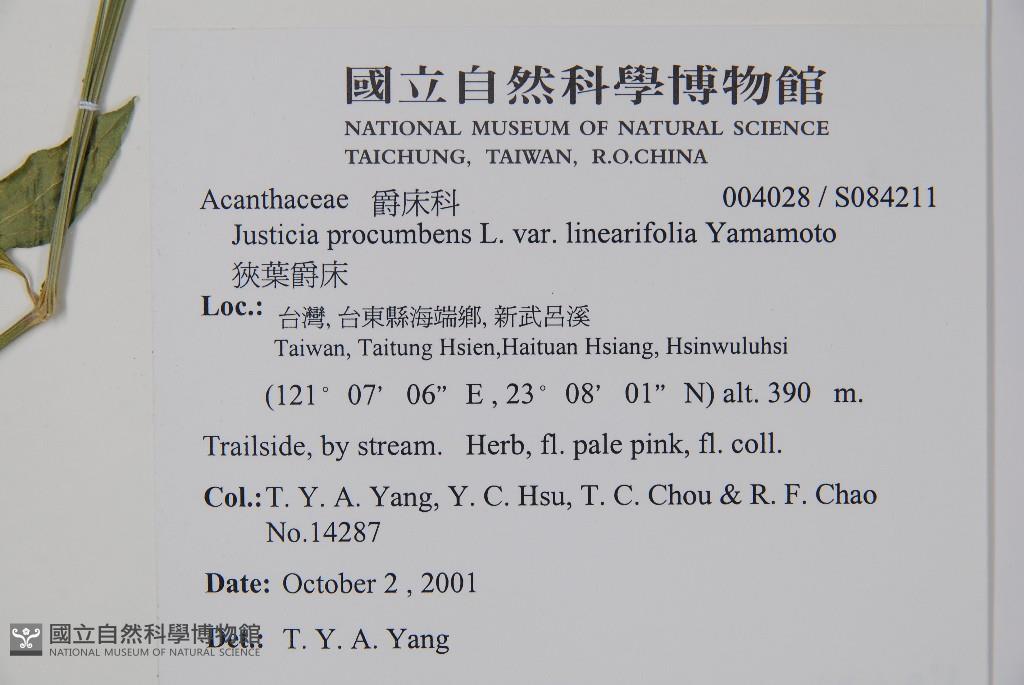 國立自然科學博物館
NATIONAL MUSEUM OF NATURAL SCIENCE
TAICHUNG, TAIWAN, R.O.CHINA
Acanthaceae 爵床科 004028 / S084211
Justicia procumbens L. var. linearifolia Yamamoto
狹葉爵床
Loc.: 台灣, 台東縣海端鄉, 新武呂溪
Taiwan, Taitung Hsien,Haituan Hsiang, Hsinwuluhsi
(121° 07’ 06” E , 23° 08’ 01” N) alt. 390 m.
Trailside, by stream. Herb, fl. pale pink, fl. coll.
Col.: T. Y. A. Yang, Y. C. Hsu, T. C. Chou & R. F. Chao
No.14287
Date: October 2 , 2001
Det.: T. Y. A. Yang
國立自然科學博物館
NATIONAL MUSEUM OF NATURAL SCIENCE